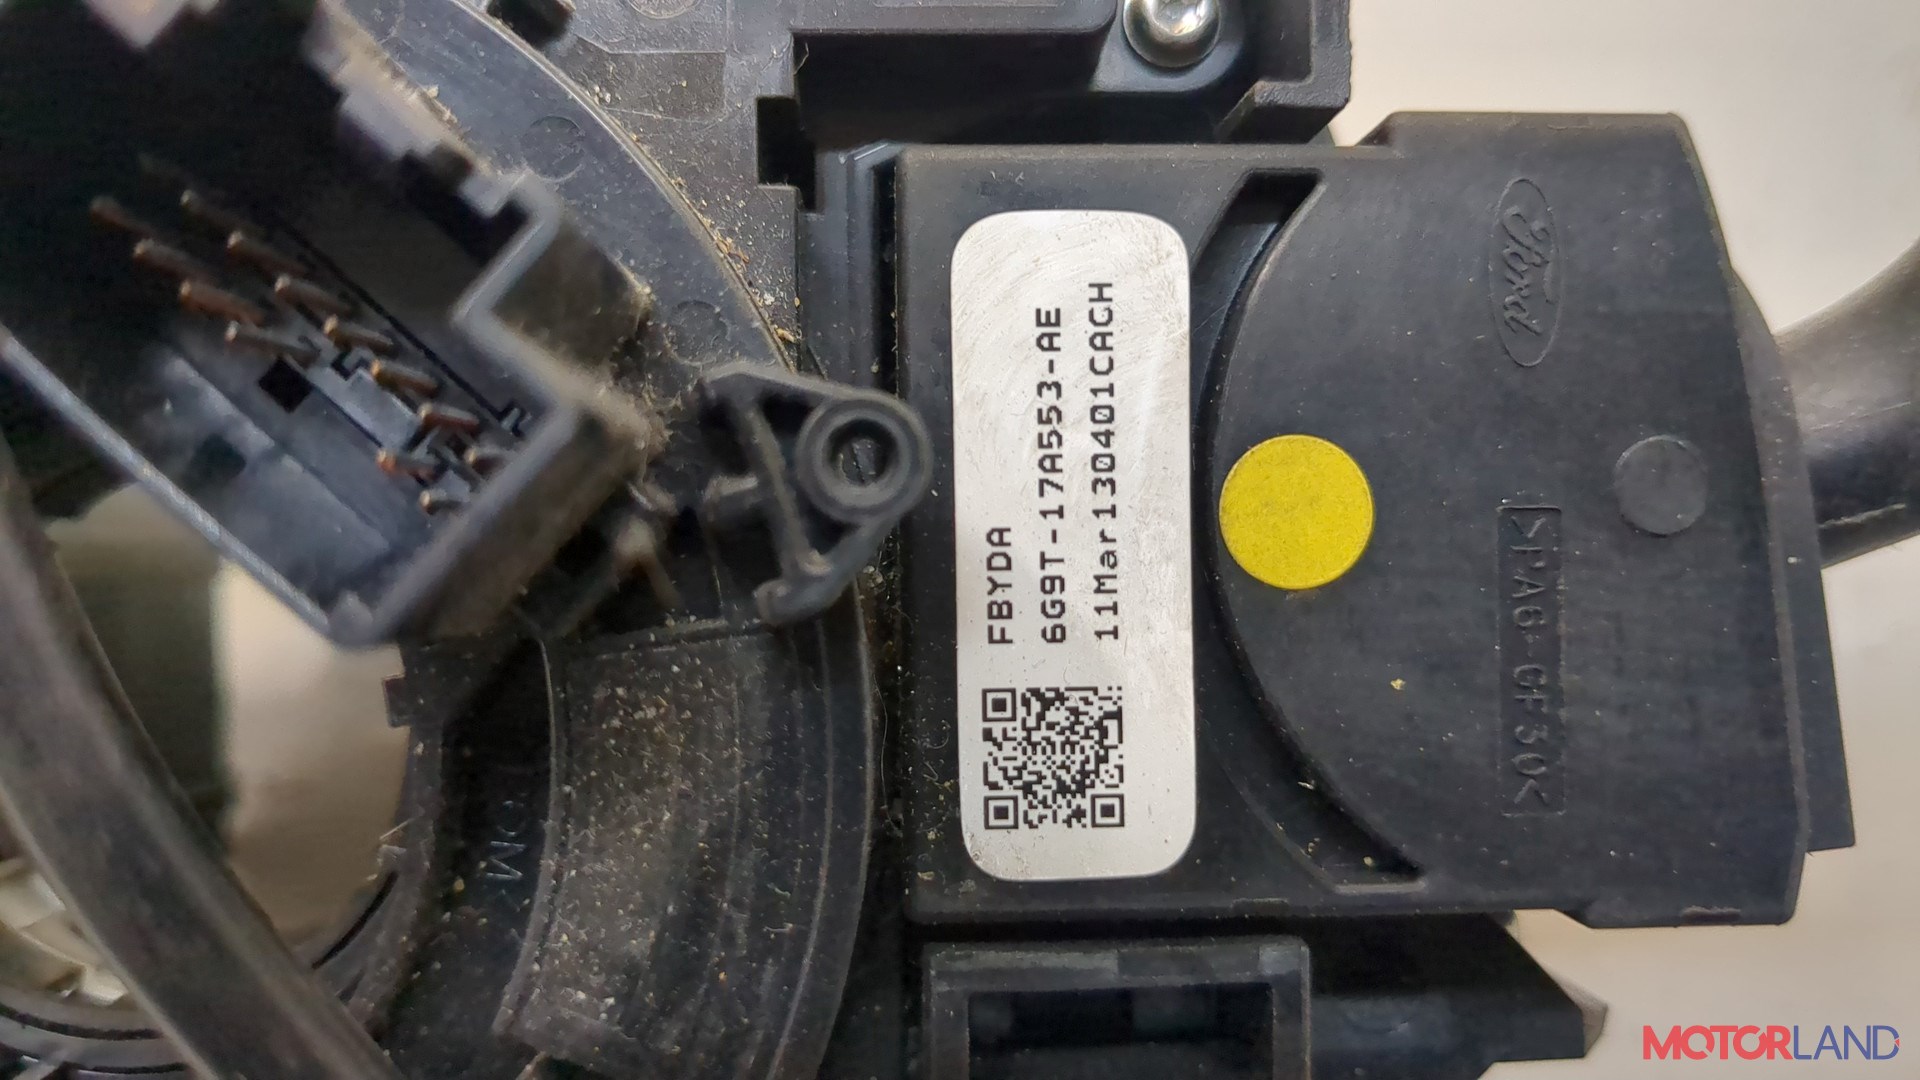 FBYDA
6G9T-17A553-AE
11Mar130401CACH
Ford
>PA6-GF30<
MOTORLAND